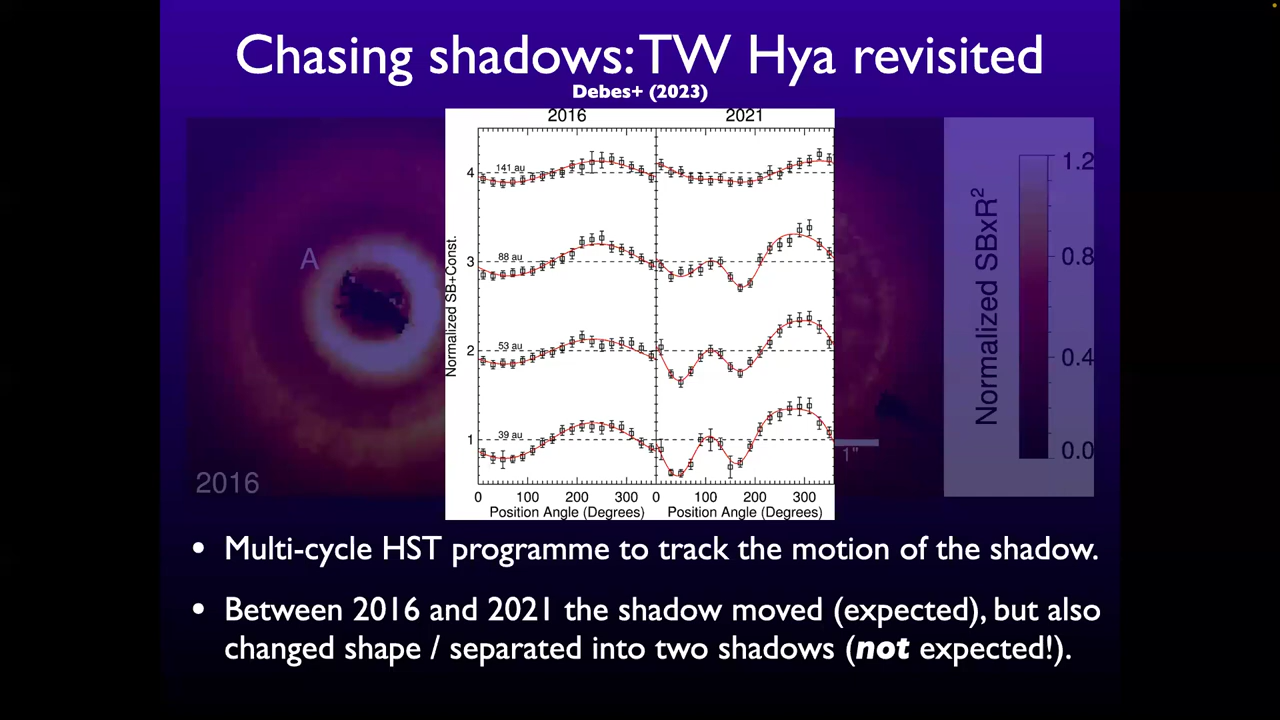 Chasing shadows: TW Hya revisited
Debes+ (2023)
2016 2021
Normalized SB+Const.
4
3
2
1
141 au
88 au
53 au
39 au
0 100 200 300 0 100 200 300
Position Angle (Degrees) Position Angle (Degrees)
A
2016
1"
Normalized SBxR²
1.2
0.8
0.4
0.0
• Multi-cycle HST programme to track the motion of the shadow.
• Between 2016 and 2021 the shadow moved (expected), but also
changed shape / separated into two shadows (not expected!).